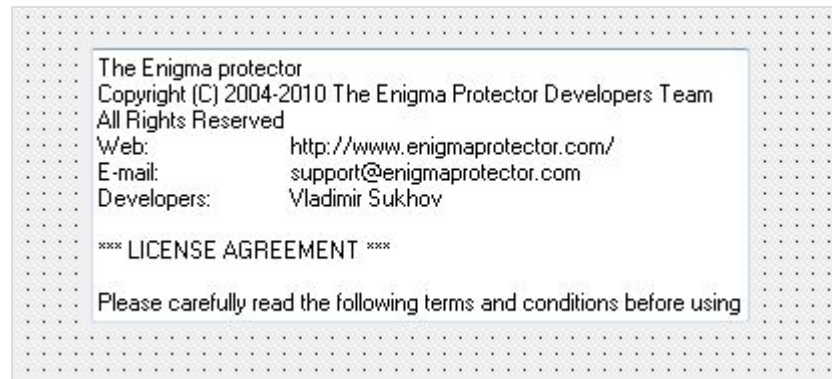 The Enigma protector
Copyright (C) 2004-2010 The Enigma Protector Developers Team
All Rights Reserved
Web: http://www.enigmaprotector.com/
E-mail: support@enigmaprotector.com
Developers: Vladimir Sukhov
*** LICENSE AGREEMENT ***
Please carefully read the following terms and conditions before using